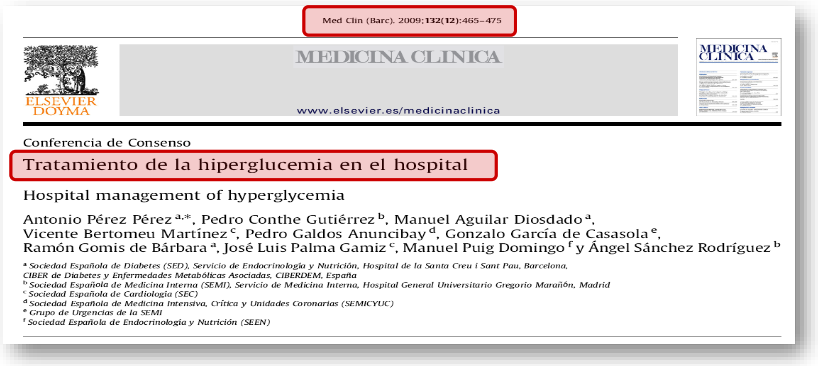 Med Clin (Barc). 2009;132(12):465–475
MEDICINA CLINICA
www.elsevier.es/medicinaclinica
ELSEVIER
DOYMA
MEDICINA
CLINICA
Conferencia de Consenso
Tratamiento de la hiperglucemia en el hospital
Hospital management of hyperglycemia
Antonio Pérez Pérez a,*, Pedro Conthe Gutiérrez b, Manuel Aguilar Diosdado a,
Vicente Bertomeu Martínez c, Pedro Galdos Anuncibay d, Gonzalo García de Casasola e,
Ramón Gomis de Bárbara a, José Luis Palma Gamiz c, Manuel Puig Domingo f y Ángel Sánchez Rodríguez b
a Sociedad Española de Diabetes (SED), Servicio de Endocrinología y Nutrición, Hospital de la Santa Creu i Sant Pau, Barcelona,
CIBER de Diabetes y Enfermedades Metabólicas Asociadas, CIBERDEM, España
b Sociedad Española de Medicina Interna (SEMI), Servicio de Medicina Interna, Hospital General Universitario Gregorio Marañón, Madrid
c Sociedad Española de Cardiología (SEC)
d Sociedad Española de Medicina Intensiva, Crítica y Unidades Coronarias (SEMICYUC)
e Grupo de Urgencias de la SEMI
f Sociedad Española de Endocrinología y Nutrición (SEEN)